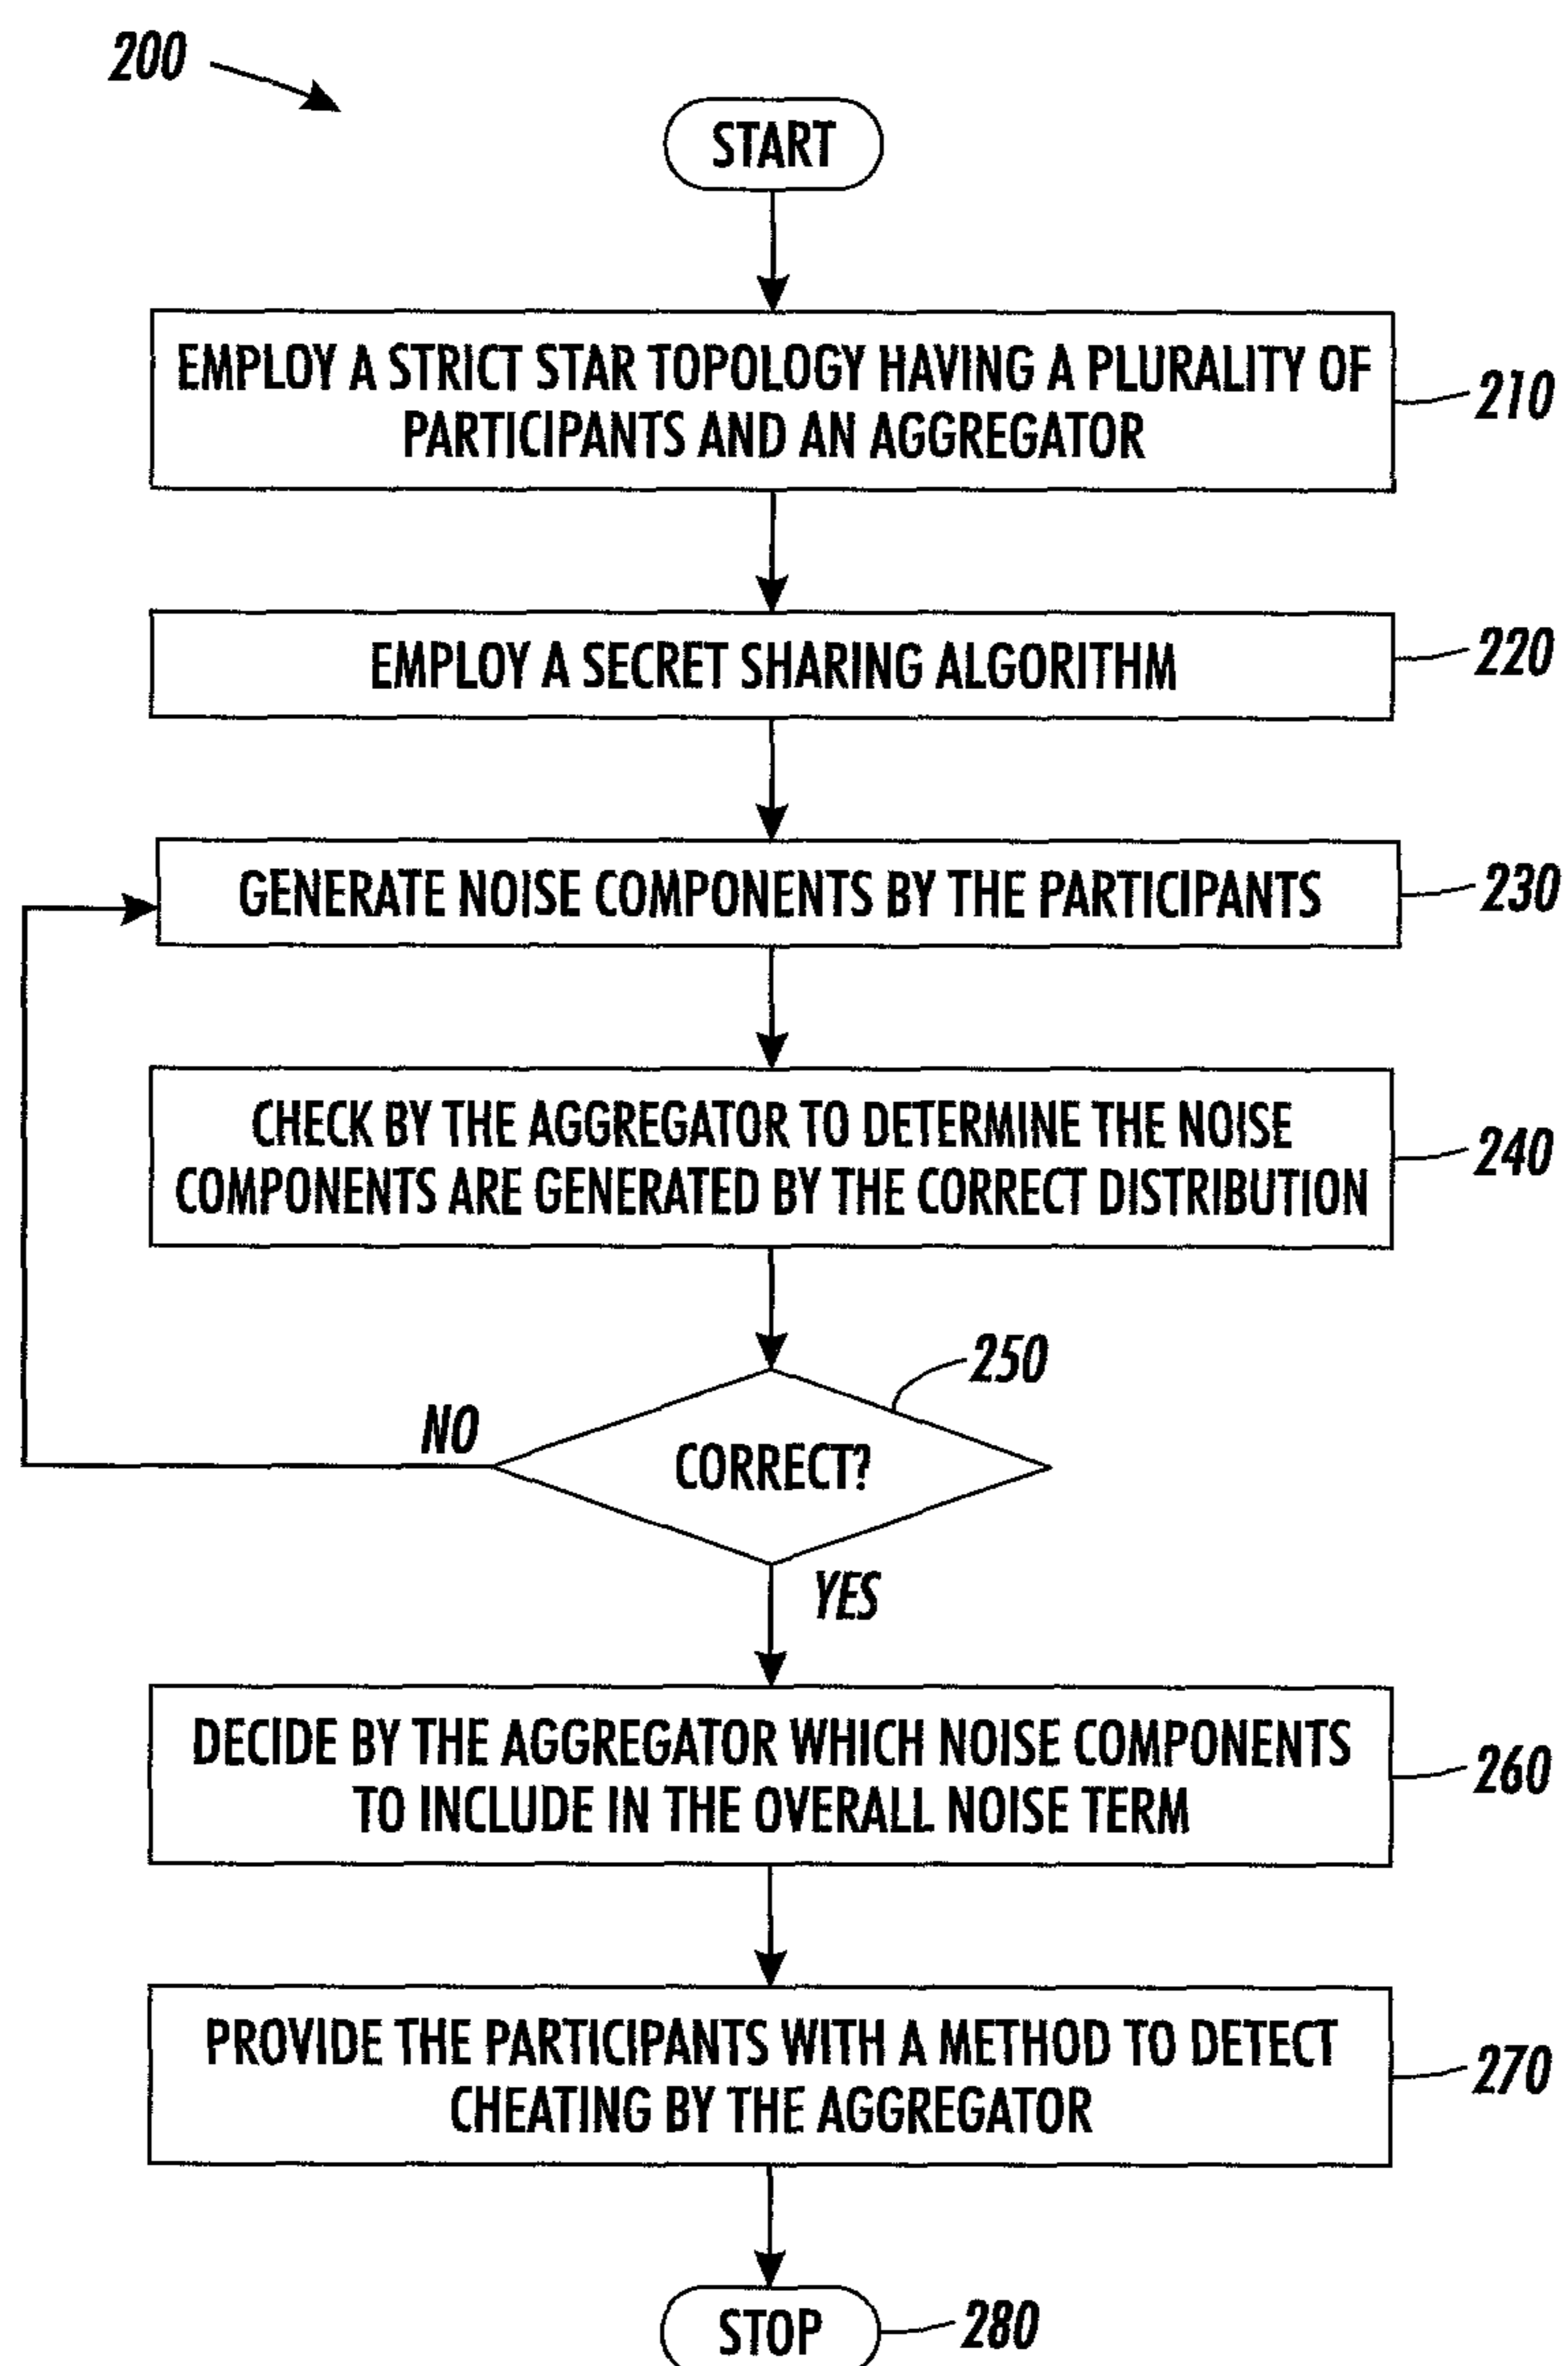 200
START
EMPLOY A STRICT STAR TOPOLOGY HAVING A PLURALITY OF
PARTICIPANTS AND AN AGGREGATOR
210
EMPLOY A SECRET SHARING ALGORITHM
220
GENERATE NOISE COMPONENTS BY THE PARTICIPANTS
230
CHECK BY THE AGGREGATOR TO DETERMINE THE NOISE
COMPONENTS ARE GENERATED BY THE CORRECT DISTRIBUTION
240
250
CORRECT?
NO
YES
DECIDE BY THE AGGREGATOR WHICH NOISE COMPONENTS
TO INCLUDE IN THE OVERALL NOISE TERM
260
PROVIDE THE PARTICIPANTS WITH A METHOD TO DETECT
CHEATING BY THE AGGREGATOR
270
STOP
280